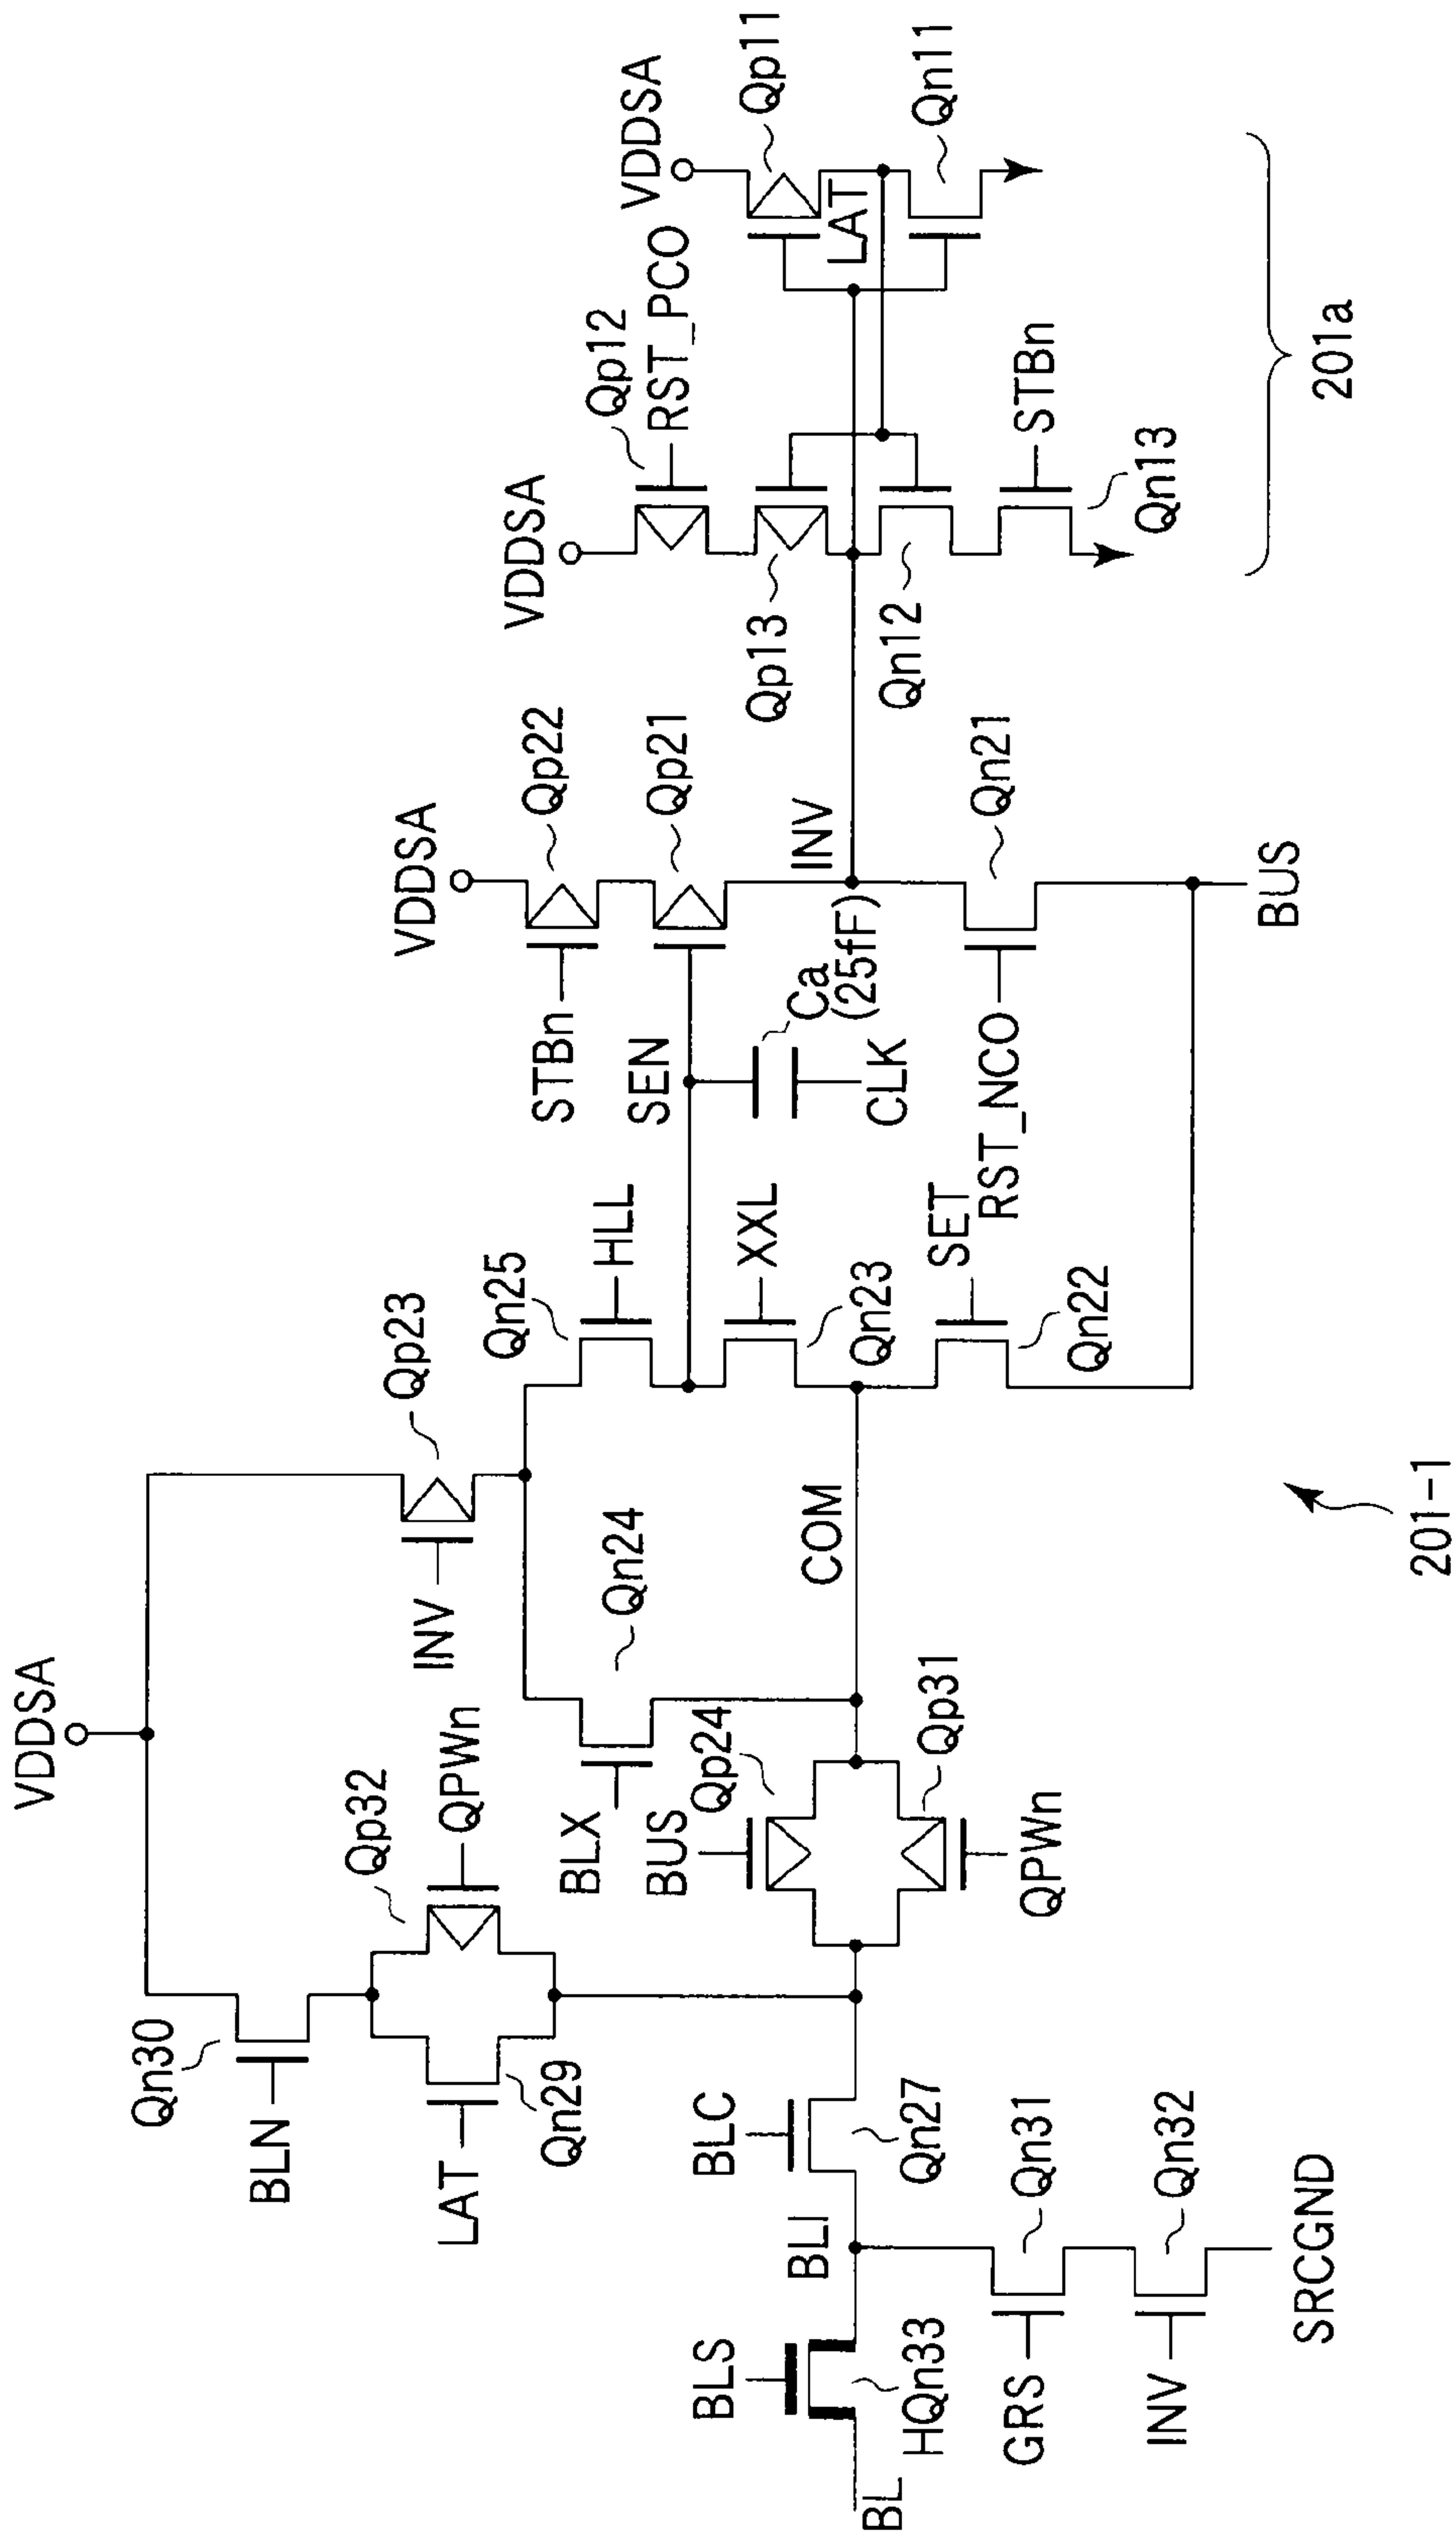 VDDSA
Qn30
BLN
Qp32
QPWn
LAT
Qn29
Qp23
INV
BLX
Qn24
Qn25
HLL
XXL
Qn23
SET
Qn22
COM
BUS
Qp24
Qp31
QPWn
BLC
Qn27
BLI
BLS
HQn33
BL
GRS
Qn31
INV
Qn32
SRCGND
VDDSA
STBn
Qp22
Qp21
SEN
Ca
(25fF)
CLK
INV
RST_NCO
Qn21
BUS
VDDSA
Qp12
RST_PCO
Qp13
Qn12
STBn
Qn13
VDDSA
Qp11
LAT
Qn11
201a
201-1